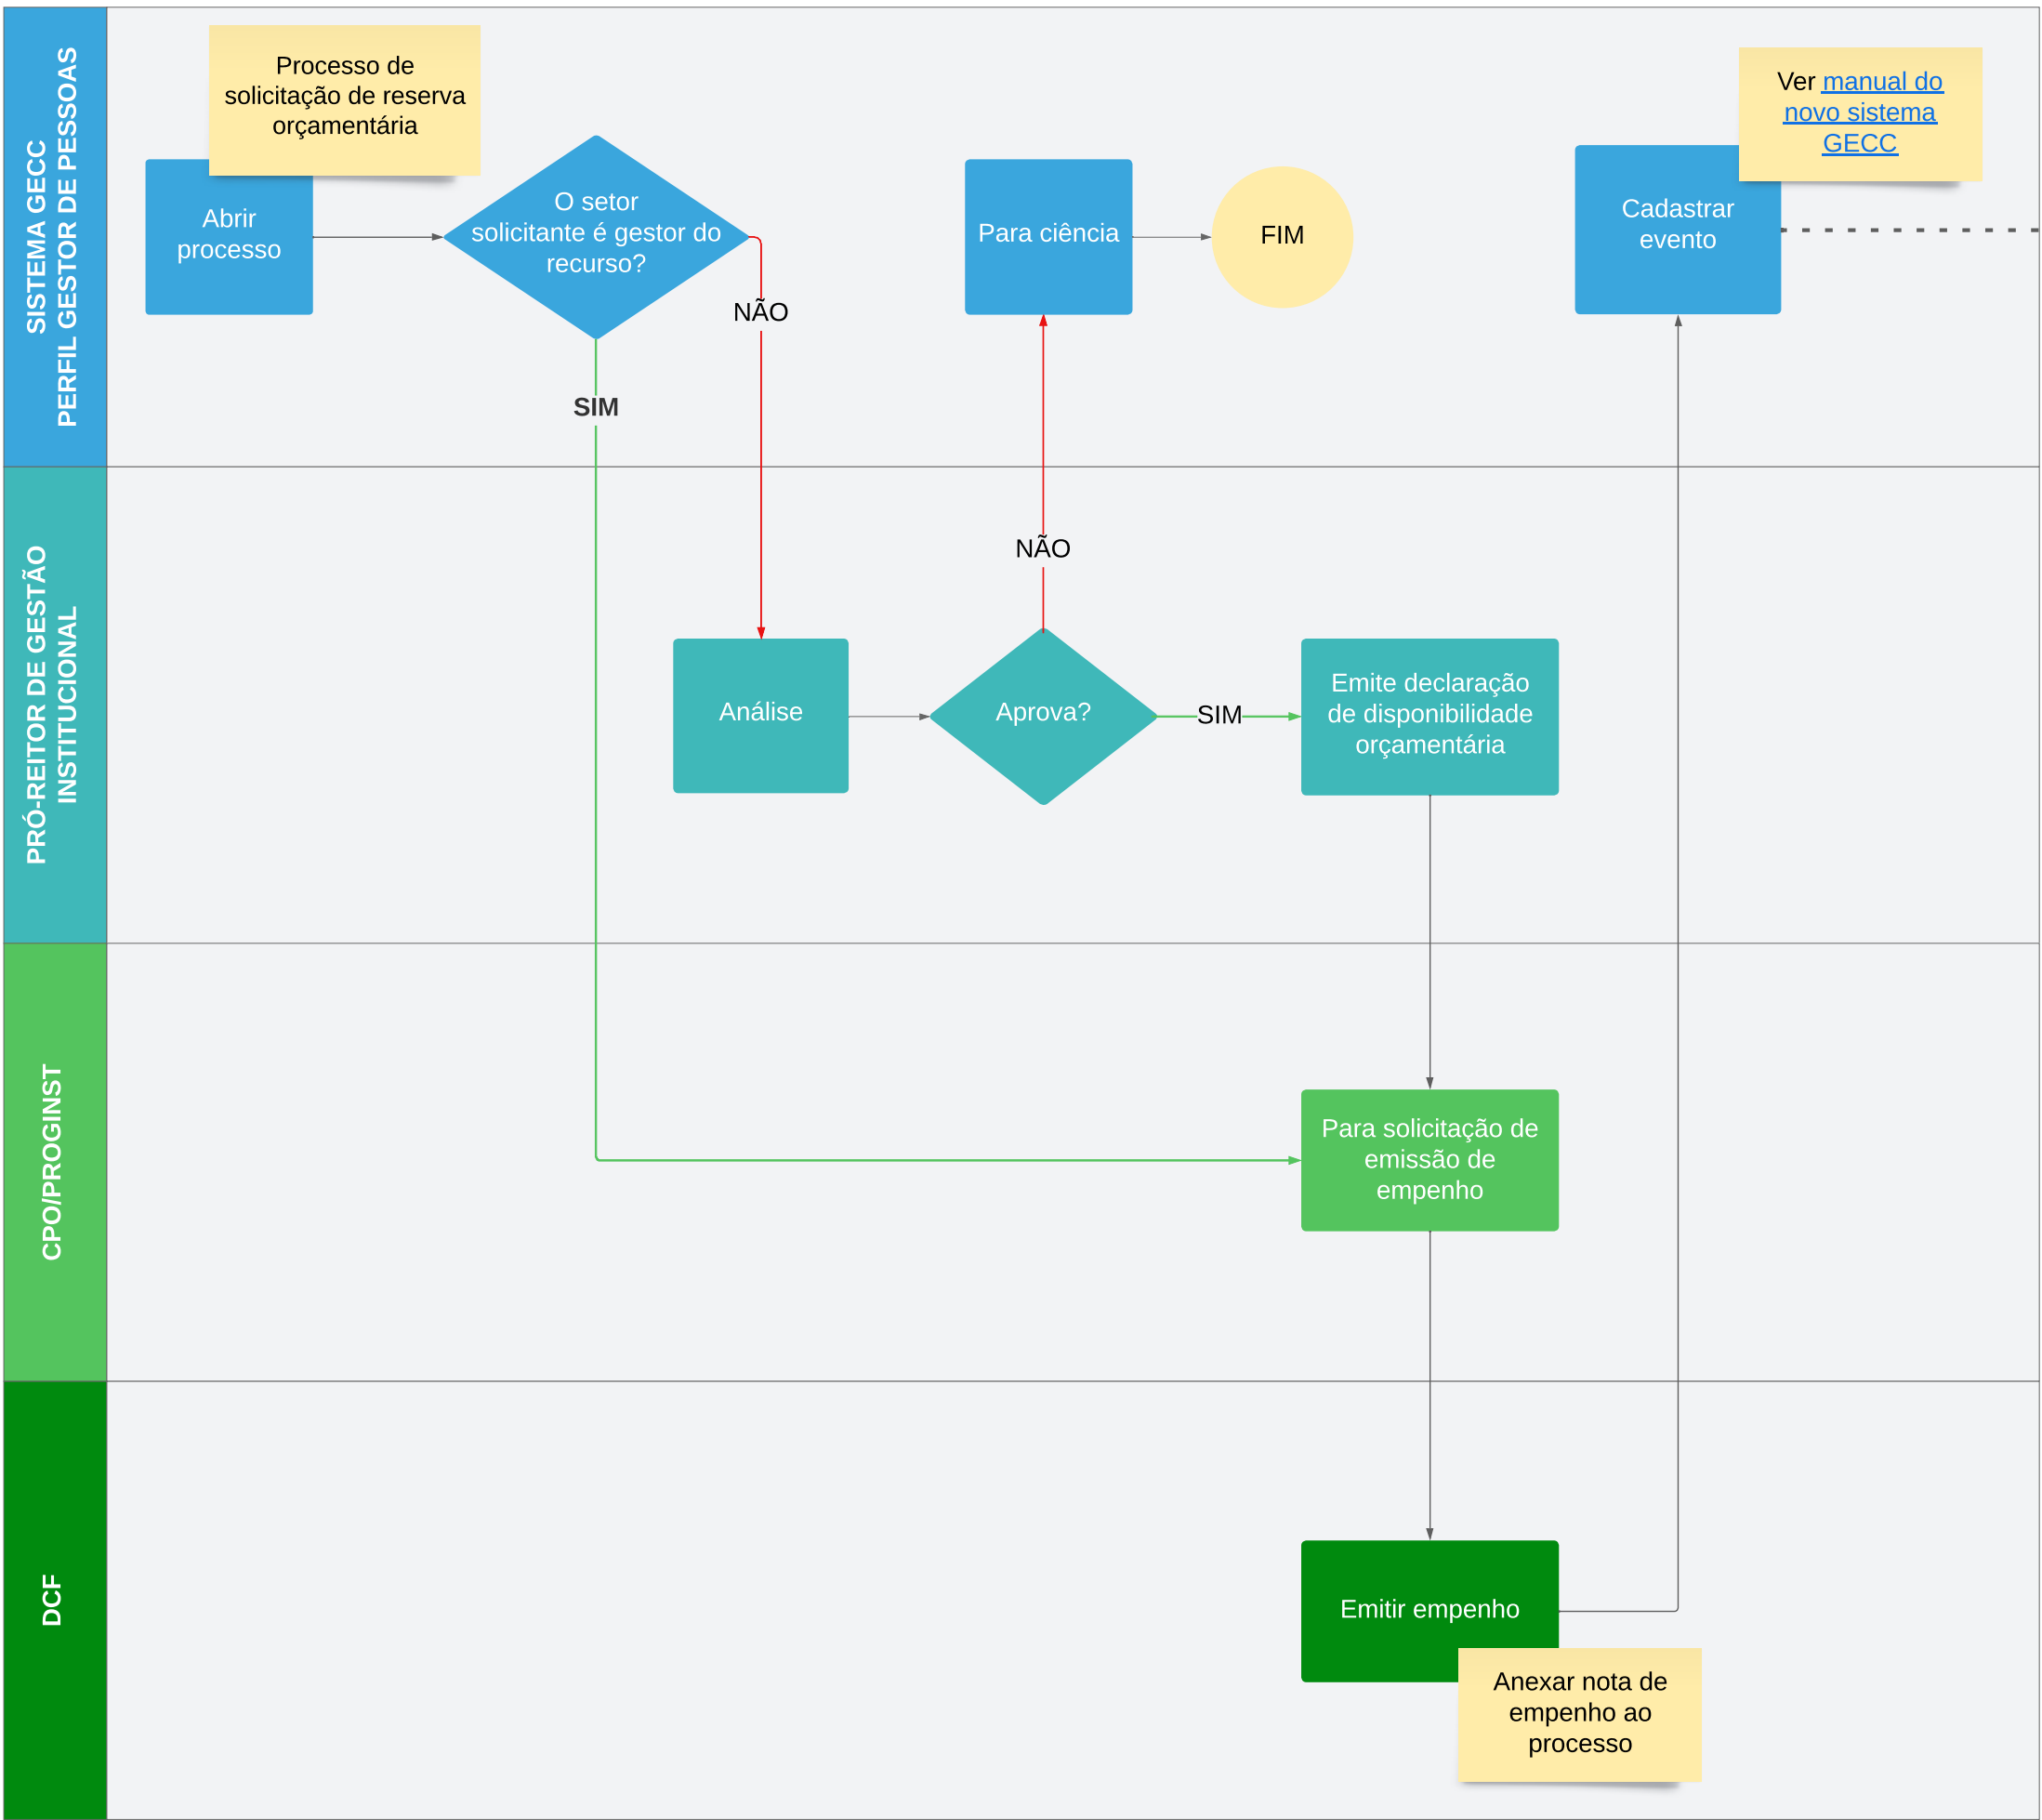 SISTEMA GECC
PERFIL GESTOR DE PESSOAS
Processo de
solicitação de reserva
orçamentária
Abrir
processo
O setor
solicitante é gestor do
recurso?
NÃO
SIM
Para ciência
FIM
Ver manual do
novo sistema
GECC
Cadastrar
evento
PRÓ-REITOR DE GESTÃO
INSTITUCIONAL
NÃO
Análise
Aprova?
SIM
Emite declaração
de disponibilidade
orçamentária
CPO/PROGINST
Para solicitação de
emissão de
empenho
DCF
Emitir empenho
Anexar nota de
empenho ao
processo